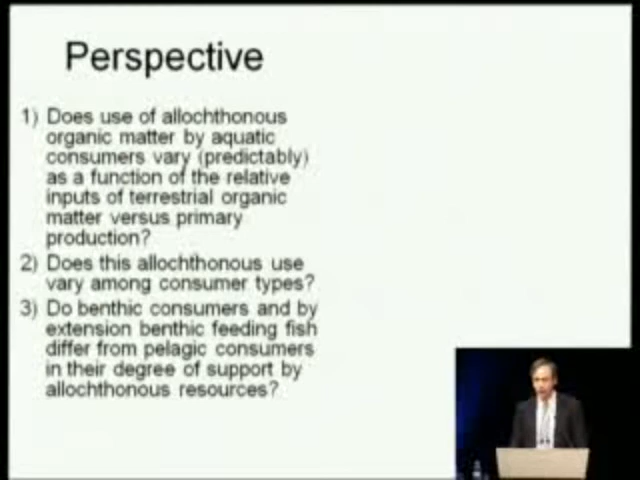 Perspective
1) Does use of allochthonous
organic matter by aquatic
consumers vary (predictably)
as a function of the relative
inputs of terrestrial organic
matter versus primary
production?
2) Does this allochthonous use
vary among consumer types?
3) Do benthic consumers and by
extension benthic feeding fish
differ from pelagic consumers
in their degree of support by
allochthonous resources?